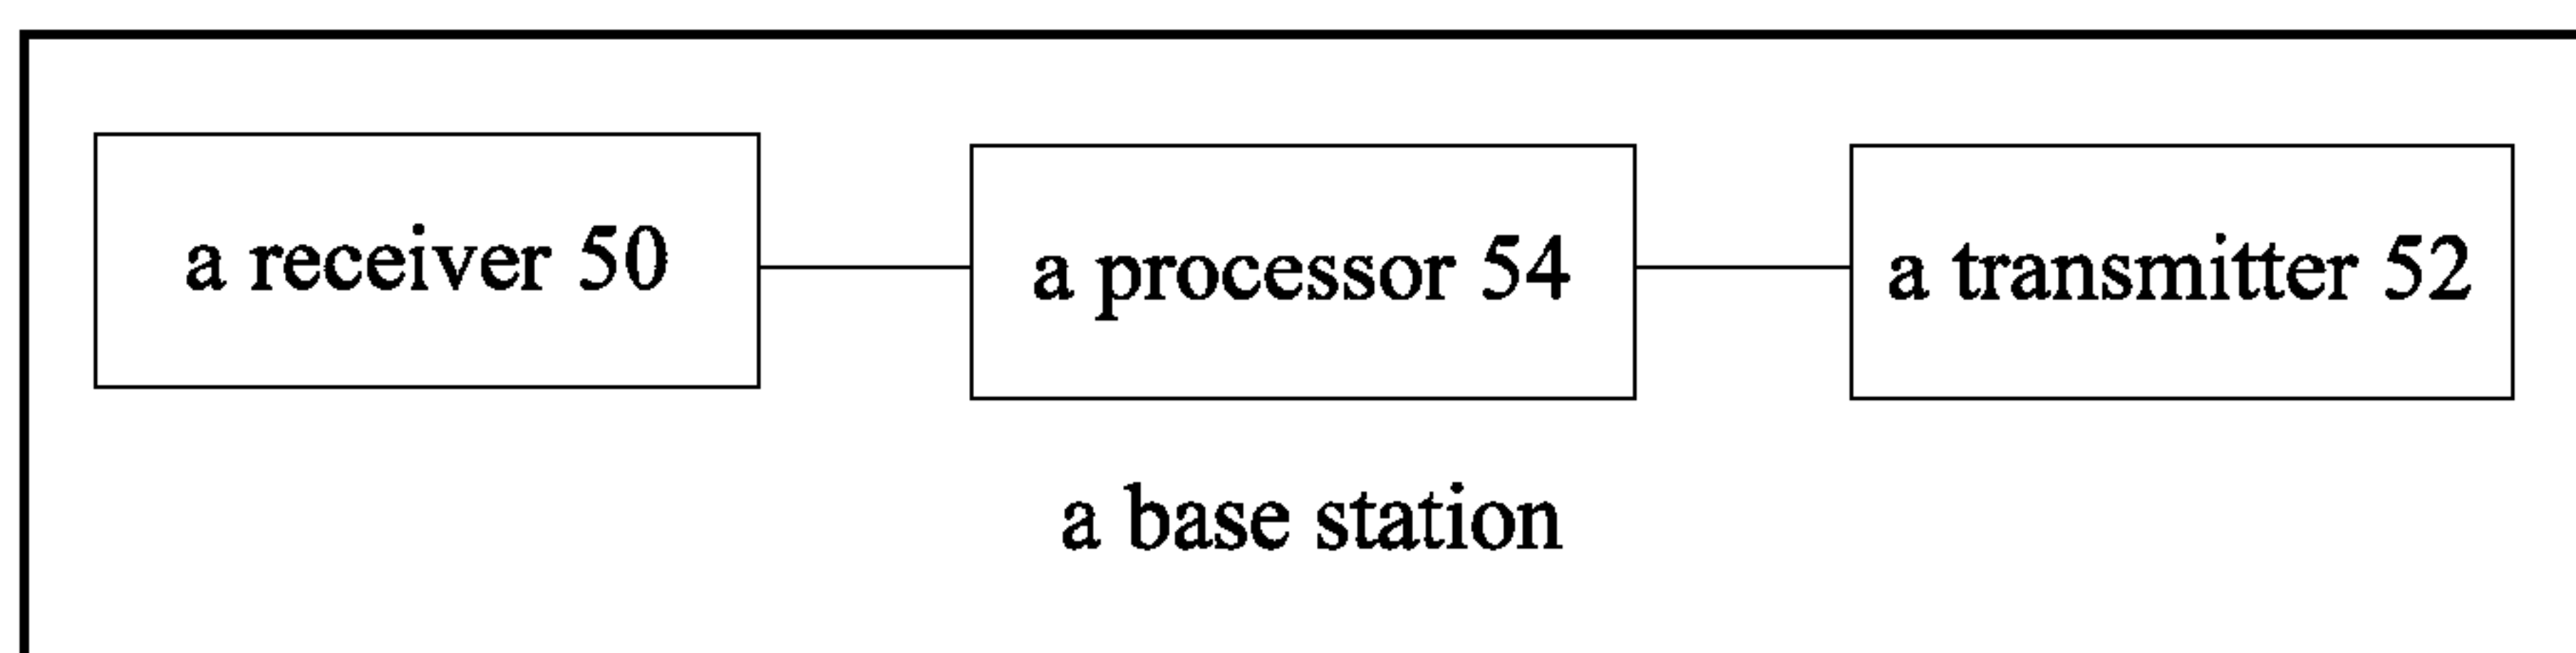 a receiver 50
a processor 54
a transmitter 52
a base station